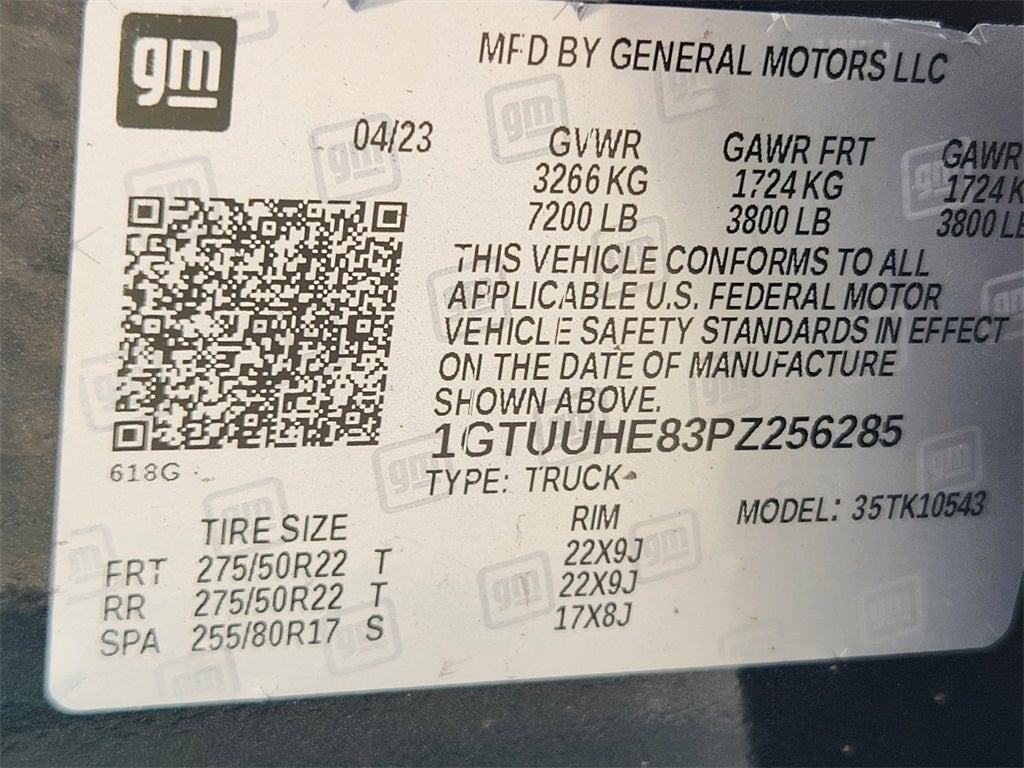 gm
MFD BY GENERAL MOTORS LLC
04/23
GVWR GAWR FRT GAWR
3266 KG 1724 KG 1724 K
7200 LB 3800 LB 3800 LB
THIS VEHICLE CONFORMS TO ALL
APPLICABLE U.S. FEDERAL MOTOR
VEHICLE SAFETY STANDARDS IN EFFECT
ON THE DATE OF MANUFACTURE
SHOWN ABOVE.
1GTUUHE83PZ256285
618G
TYPE: TRUCK
MODEL: 35TK10543
TIRE SIZE RIM
FRT 275/50R22 T 22X9J
RR 275/50R22 T 22X9J
SPA 255/80R17 S 17X8J